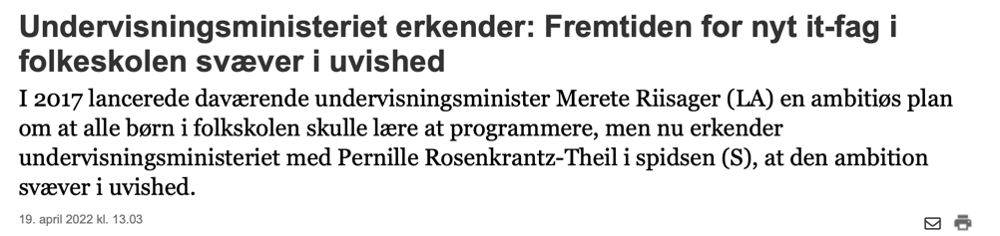 Undervisningsministeriet erkender: Fremtiden for nyt it-fag i
folkeskolen svæver i uvished
I 2017 lancerede daværende undervisningsminister Merete Riisager (LA) en ambitiøs plan
om at alle børn i folkskolen skulle lære at programmere, men nu erkender
undervisningsministeriet med Pernille Rosenkrantz-Theil i spidsen (S), at den ambition
svæver i uvished.
19. april 2022 kl. 13.03